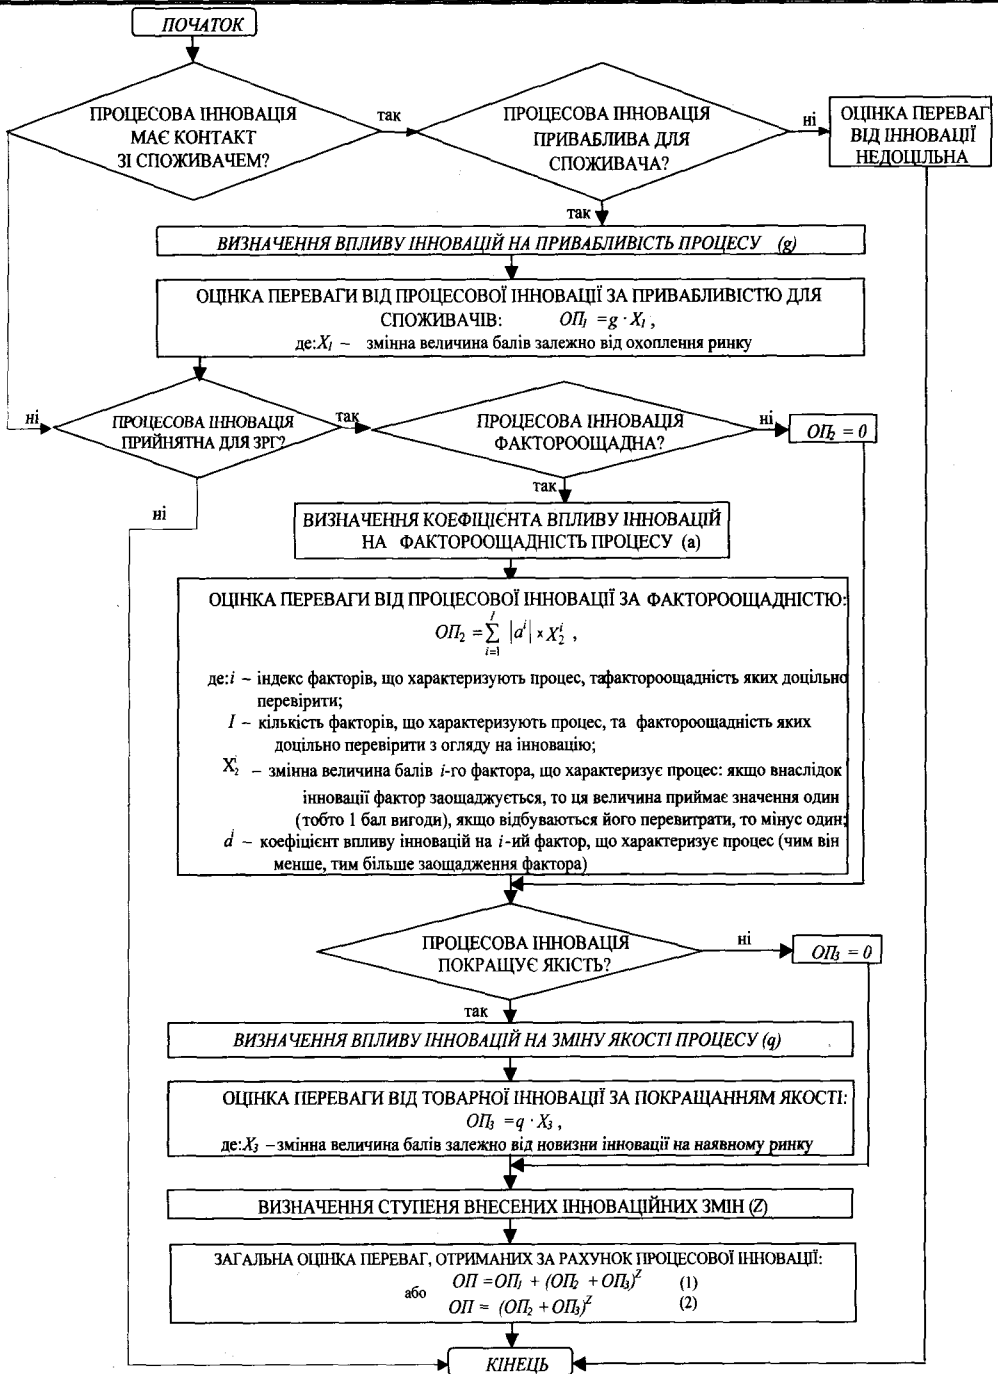 ПОЧАТОК
ПРОЦЕСОВА ІННОВАЦІЯ
МАЄ КОНТАКТ
ЗІ СПОЖИВАЧЕМ?
так
ПРОЦЕСОВА ІННОВАЦІЯ
ПРИВАБЛИВА ДЛЯ
СПОЖИВАЧА?
ні
ОЦІНКА ПЕРЕВАГ
ВІД ІННОВАЦІЇ
НЕДОЦІЛЬНА
так
ВИЗНАЧЕННЯ ВПЛИВУ ІННОВАЦІЙ НА ПРИВАБЛИВІСТЬ ПРОЦЕСУ (g)
ОЦІНКА ПЕРЕВАГИ ВІД ПРОЦЕСОВОЇ ІННОВАЦІЇ ЗА ПРИВАБЛИВІСТЮ ДЛЯ
СПОЖИВАЧІВ: ОП₁ = g · X₁ ,
де: X₁ – змінна величина балів залежно від охоплення ринку
ні
ПРОЦЕСОВА ІННОВАЦІЯ
ПРИЙНЯТНА ДЛЯ ЗРГ?
так
ПРОЦЕСОВА ІННОВАЦІЯ
ФАКТОРООЩАДНА?
ні
ОП₂ = 0
так
ні
ВИЗНАЧЕННЯ КОЕФІЦІЄНТА ВПЛИВУ ІННОВАЦІЙ
НА ФАКТОРООЩАДНІСТЬ ПРОЦЕСУ (а)
ОЦІНКА ПЕРЕВАГИ ВІД ПРОЦЕСОВОЇ ІННОВАЦІЇ ЗА ФАКТОРООЩАДНІСТЮ:
ОП₂ = ∑ᵢ₌₁ᴵ |aⁱ| × X₂ⁱ ,
де: i – індекс факторів, що характеризують процес, тафактороощадність яких доцільно
перевірити;
I – кількість факторів, що характеризують процес, та фактороощадність яких
доцільно перевірити з огляду на інновацію;
X₂ⁱ – змінна величина балів i-го фактора, що характеризує процес: якщо внаслідок
інновації фактор заощаджується, то ця величина приймає значення один
(тобто 1 бал вигоди), якщо відбуваються його перевитрати, то мінус один;
aⁱ – коефіцієнт впливу інновацій на i-ий фактор, що характеризує процес (чим він
менше, тим більше заощадження фактора)
ПРОЦЕСОВА ІННОВАЦІЯ
ПОКРАЩУЄ ЯКІСТЬ?
ні
ОП₃ = 0
так
ВИЗНАЧЕННЯ ВПЛИВУ ІННОВАЦІЙ НА ЗМІНУ ЯКОСТІ ПРОЦЕСУ (q)
ОЦІНКА ПЕРЕВАГИ ВІД ТОВАРНОЇ ІННОВАЦІЇ ЗА ПОКРАЩАННЯМ ЯКОСТІ:
ОП₃ = q · X₃ ,
де: X₃ – змінна величина балів залежно від новизни інновації на наявному ринку
ВИЗНАЧЕННЯ СТУПЕНЯ ВНЕСЕНИХ ІННОВАЦІЙНИХ ЗМІН (Z)
ЗАГАЛЬНА ОЦІНКА ПЕРЕВАГ, ОТРИМАНИХ ЗА РАХУНОК ПРОЦЕСОВОЇ ІННОВАЦІЇ:
ОП = ОП₁ + (ОП₂ + ОП₃)ᶻ (1)
або
ОП = (ОП₂ + ОП₃)ᶻ (2)
КІНЕЦЬ